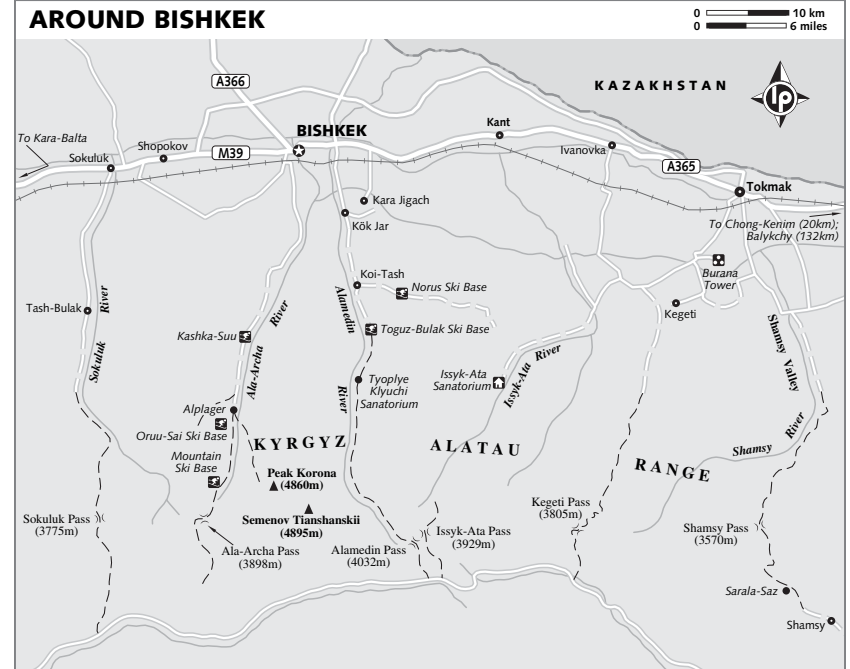 AROUND BISHKEK
0 10 km
0 6 miles
KAZAKHSTAN
lp
A366
BISHKEK
Kant
To Kara-Balta
Shopokov
M39
Sokuluk
Ivanovka
A365
Tokmak
To Chong-Kenim (20km);
Balykchy (132km)
Kara Jigach
Kök Jar
Burana
Tower
Koi-Tash
Norus Ski Base
Kegeti
Tash-Bulak
Sokuluk River
Kashka-Suu
Ala-Archa River
Alamedin River
Toguz-Bulak Ski Base
Shamsy Valley
Issyk-Ata
Sanatorium
Issyk-Ata River
Tyoplye
Klyuchi
Sanatorium
Alplager
Oruu-Sai Ski Base
Mountain
Ski Base
KYRGYZ ALATAU RANGE
Shamsy River
Peak Korona
(4860m)
Semenov Tianshanskii
(4895m)
Sokuluk Pass
(3775m)
Ala-Archa Pass
(3898m)
Alamedin Pass
(4032m)
Issyk-Ata Pass
(3929m)
Kegeti Pass
(3805m)
Shamsy Pass
(3570m)
Sarala-Saz
Shamsy